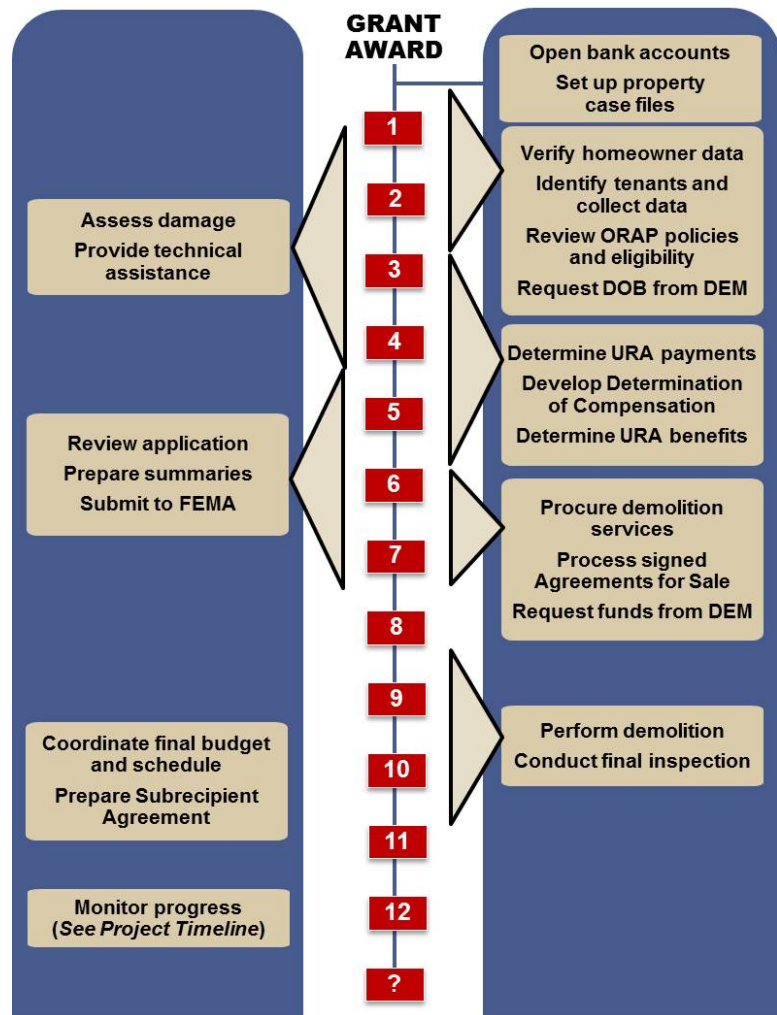 GRANT
AWARD
Open bank accounts
Set up property
case files
1
Verify homeowner data
Identify tenants and
collect data
Review ORAP policies
and eligibility
Request DOB from DEM
2
Assess damage
Provide technical
assistance
3
4
Determine URA payments
Develop Determination
of Compensation
Determine URA benefits
5
Review application
Prepare summaries
Submit to FEMA
6
Procure demolition
services
Process signed
Agreements for Sale
Request funds from DEM
7
8
9
Perform demolition
Conduct final inspection
Coordinate final budget
and schedule
Prepare Subrecipient
Agreement
10
11
Monitor progress
(See Project Timeline)
12
?